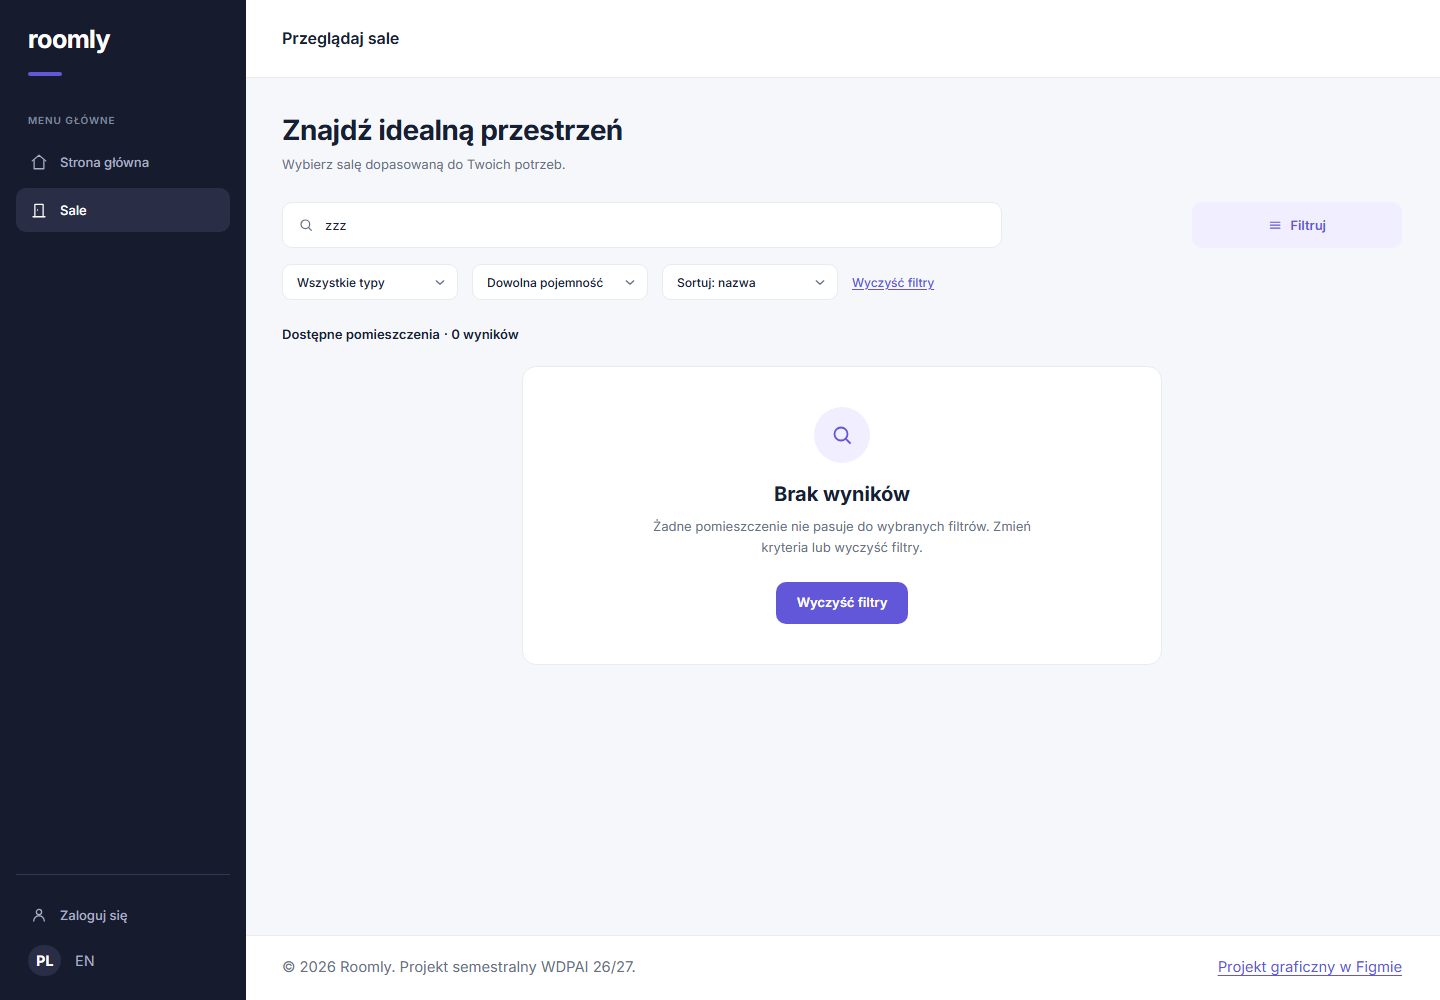 roomly
MENU GŁÓWNE
Strona główna
Sale
Zaloguj się
PL EN
Przeglądaj sale
Znajdź idealną przestrzeń
Wybierz salę dopasowaną do Twoich potrzeb.
zzz
Filtruj
Wszystkie typy
Dowolna pojemność
Sortuj: nazwa
Wyczyść filtry
Dostępne pomieszczenia · 0 wyników
Brak wyników
Żadne pomieszczenie nie pasuje do wybranych filtrów. Zmień
kryteria lub wyczyść filtry.
Wyczyść filtry
© 2026 Roomly. Projekt semestralny WDPAI 26/27.
Projekt graficzny w Figmie